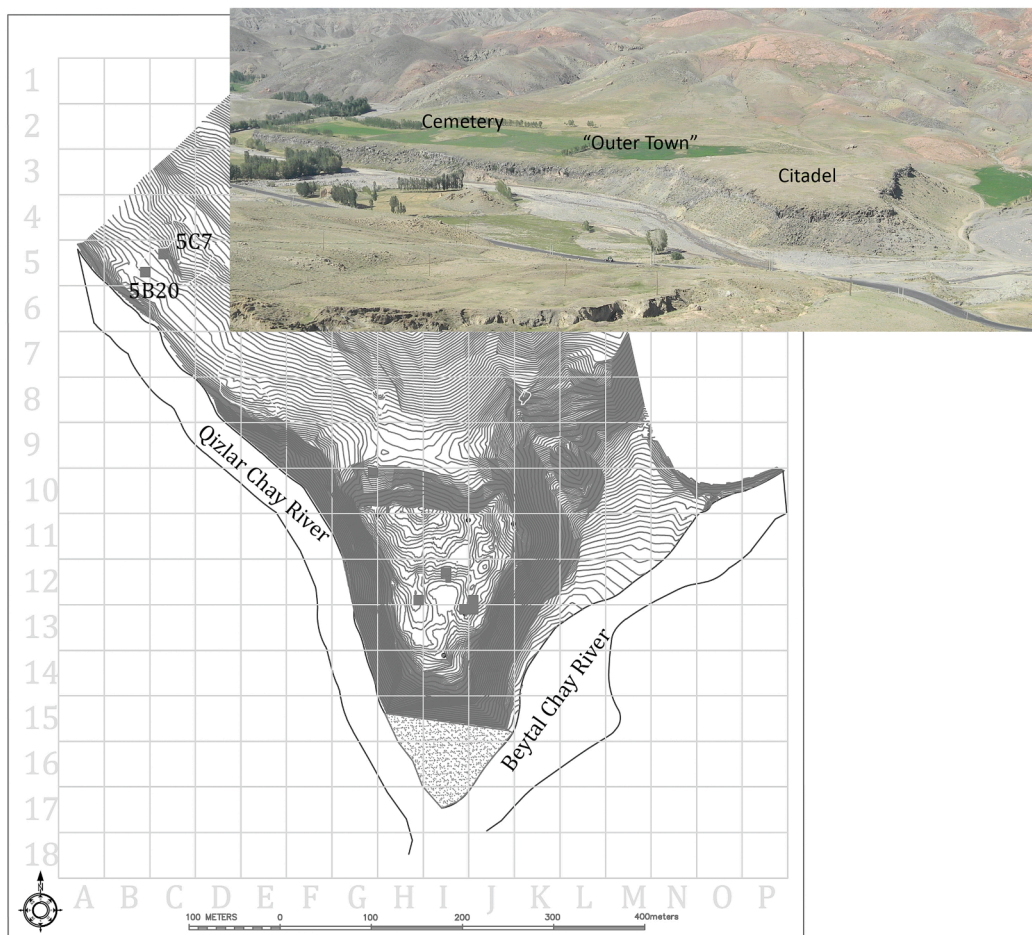 Cemetery
“Outer Town”
Citadel
1
2
3
4
5
6
7
8
9
10
11
12
13
14
15
16
17
18
5C7
5B20
Qizlar Chay River
Beytal Chay River
A B C D E F G H I J K L M N O P
N
100 METERS 0 100 200 300 400meters